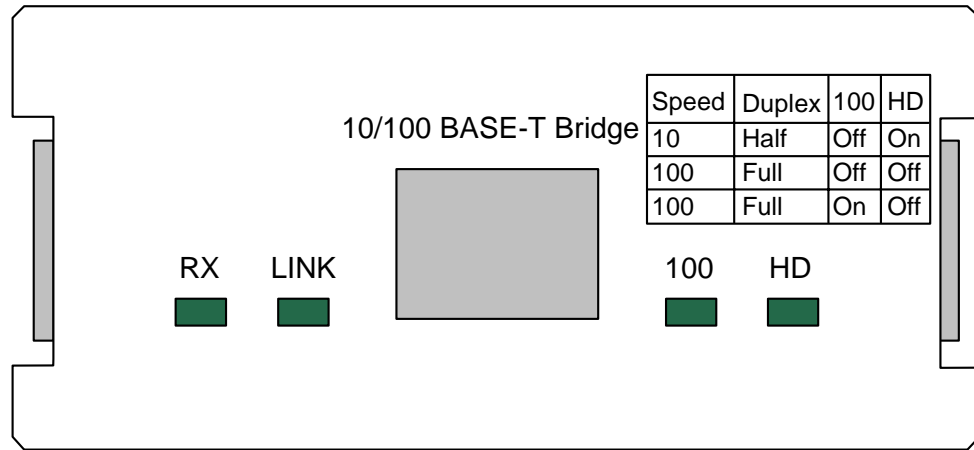 10/100 BASE-T Bridge
Speed Duplex 100 HD
10 Half Off On
100 Full Off Off
100 Full On Off
RX LINK 100 HD